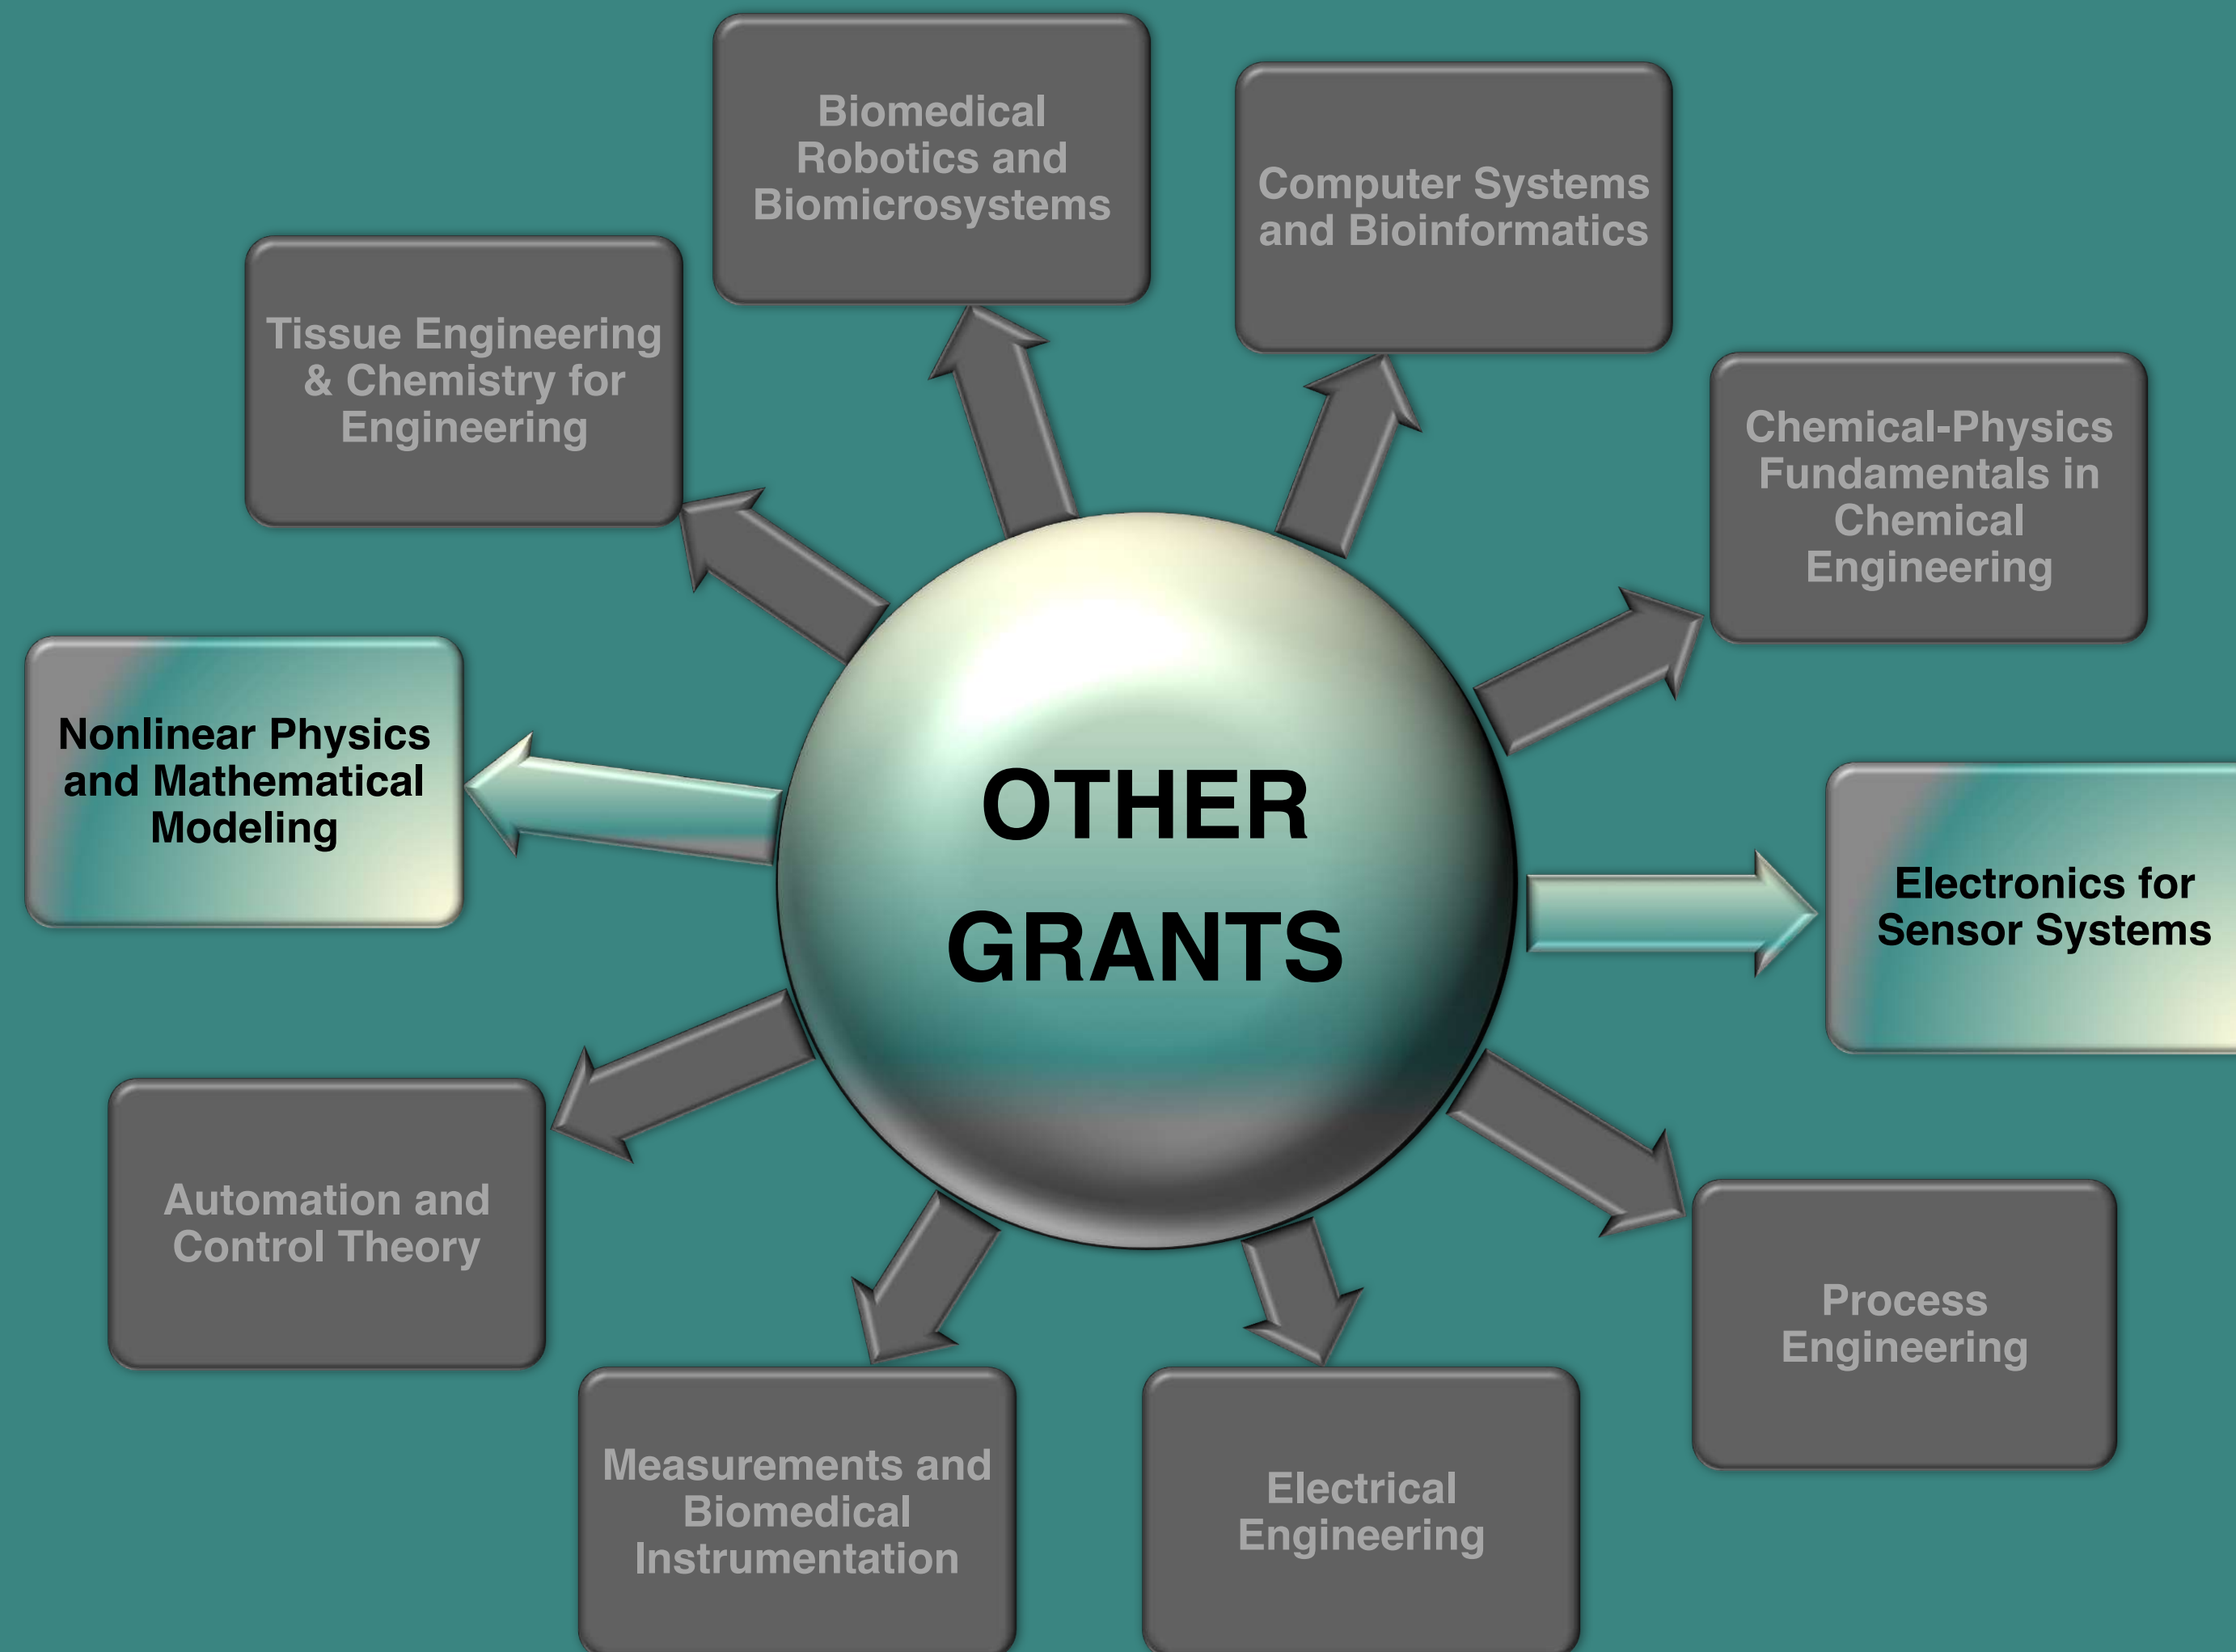 Biomedical
Robotics and
Biomicrosystems
Computer Systems
and Bioinformatics
Tissue Engineering
& Chemistry for
Engineering
Chemical-Physics
Fundamentals in
Chemical
Engineering
Nonlinear Physics
and Mathematical
Modeling
OTHER
GRANTS
Electronics for
Sensor Systems
Automation and
Control Theory
Process
Engineering
Measurements and
Biomedical
Instrumentation
Electrical
Engineering